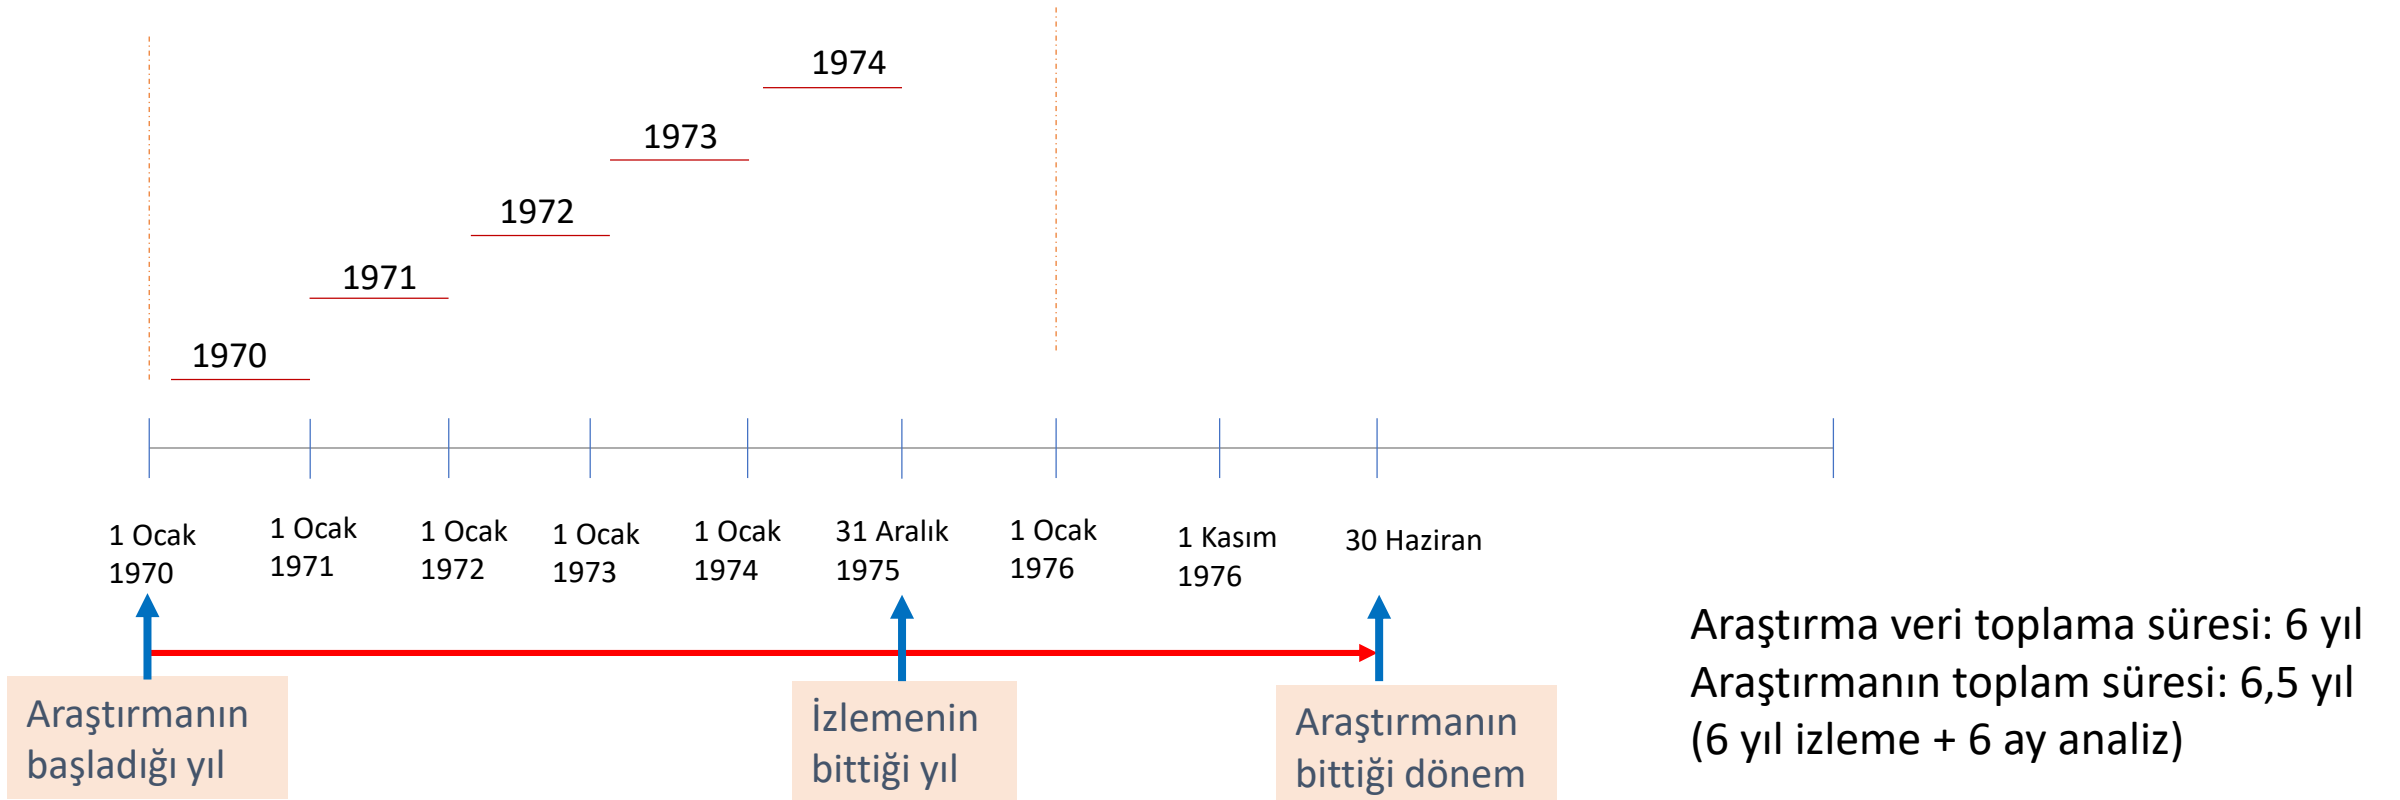 1974
1973
1972
1971
1970
1 Ocak
1970
1 Ocak
1971
1 Ocak
1972
1 Ocak
1973
1 Ocak
1974
31 Aralık
1975
1 Ocak
1976
1 Kasım
1976
30 Haziran
Araştırmanın
başladığı yıl
İzlemenin
bittiği yıl
Araştırmanın
bittiği dönem
Araştırma veri toplama süresi: 6 yıl
Araştırmanın toplam süresi: 6,5 yıl
(6 yıl izleme + 6 ay analiz)